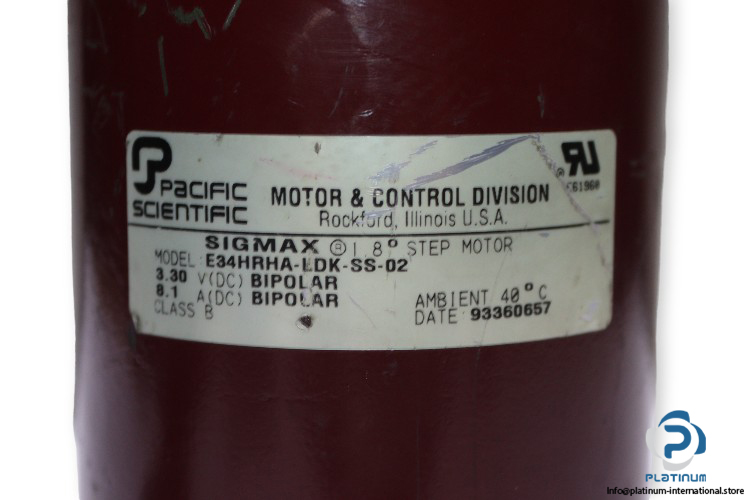 PACIFIC
SCIENTIFIC
MOTOR & CONTROL DIVISION
Rockford, Illinois U.S.A.
SIGMAX ® 1.8° STEP MOTOR
MODEL: E34HRHA-LDK-SS-02
3.30 V(DC) BIPOLAR
8.1 A(DC) BIPOLAR
CLASS B
AMBIENT 40°C
DATE: 93360657
PLATINUM
Info@platinum-international.store